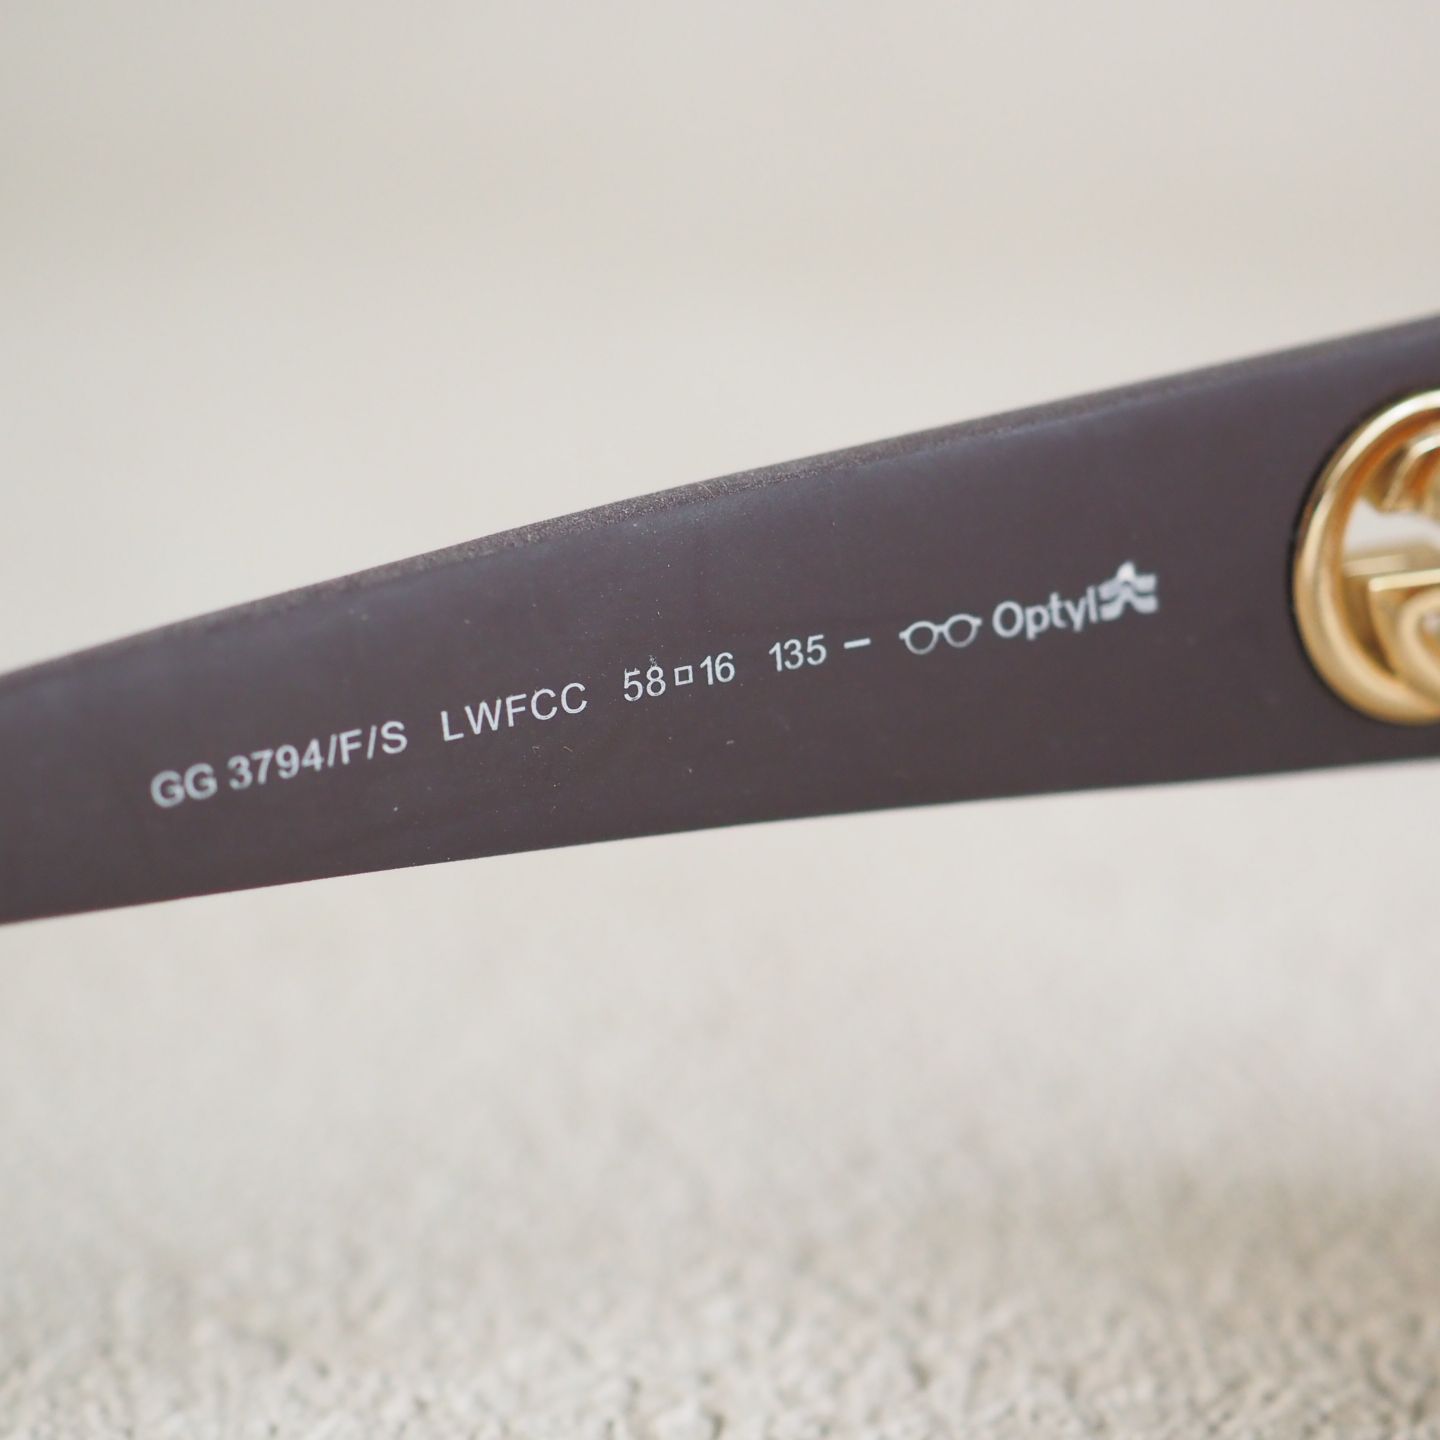 GG 3794/F/S LWFCC 58□16 135 – Optyl